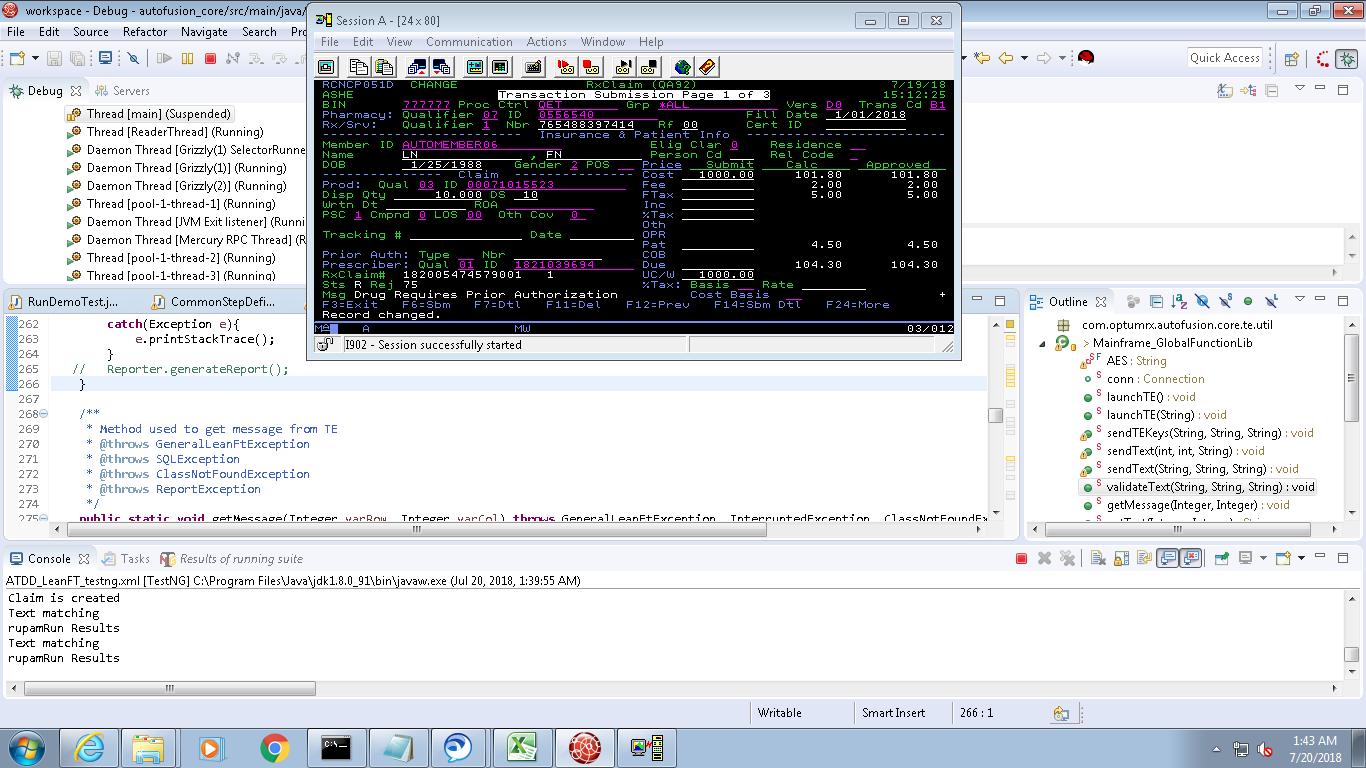 workspace - Debug - autofusion_core/src/main/java/
File Edit Source Refactor Navigate Search
Quick Access
Debug Servers
Thread [main] (Suspended)
Thread [ReaderThread] (Running)
Daemon Thread [Grizzly(1) SelectorRunne
Thread [Grizzly(1)] (Running)
Thread [Grizzly(2)] (Running)
Thread [pool-1-thread-1] (Running)
Daemon Thread [JVM Exit listener] (Runni
Daemon Thread [Mercury RPC Thread] (R
Thread [pool-1-thread-2] (Running)
Thread [pool-1-thread-3] (Running)
Session A - [24 x 80]
File Edit View Communication Actions Window Help
RCNCP051D CHANGE RxClaim (QA92) 7/19/18
ASHE Transaction Submission Page 1 of 3 15:12:25
BIN 777777 Proc Ctrl QET Grp *ALL Vers D0 Trans Cd B1
Pharmacy: Qualifier 07 ID 0556540 Fill Date 1/01/2018
Rx/Srv: Qualifier 1 Nbr 765488397414 Rf 00 Cert ID
Insurance & Patient Info
Member ID AUTOMEMBER06 Elig Clar 0 Residence
Name LN , FN Person Cd Rel Code
DOB 1/25/1988 Gender 2 POS Price Submit Calc Approved
Claim Cost 1000.00 101.80 101.80
Prod: Qual 03 ID 00071015523 Fee 2.00 2.00
Disp Qty 10.000 DS 10 FTax 5.00 5.00
Wrtn Dt ROA Inc
PSC 1 Cmpnd 0 LOS 00 Oth Cov 0 %Tax
Oth
Tracking # Date OPR
Pat 4.50 4.50
Prior Auth: Type Nbr COB
Prescriber: Qual 01 ID 1821039694 Due 104.30 104.30
RxClaim# 182005474579001 1 UC/W 1000.00
Sts R Rej 75 %Tax: Basis Rate
Msg Drug Requires Prior Authorization Cost Basis +
F3=Exit F6=Sbm F7=Dtl F11=Del F12=Prev F14=Sbm Dtl F24=More
Record changed.
MA A MW 03/012
I902 - Session successfully started
RunDemoTest.j... CommonStepDefi...
262 catch(Exception e){
263 e.printStackTrace();
264 }
265 // Reporter.generateReport();
266 }
267
268 /**
269 * Method used to get message from TE
270 * @throws GeneralLeanFtException
271 * @throws SQLException
272 * @throws ClassNotFoundException
273 * @throws ReportException
274 */
275 public static void getMessage(Integer varRow, Integer varCol) throws GeneralLeanFtException, InterruptedException, ClassNotFoundEx
Outline
com.optumrx.autofusion.core.te.util
> Mainframe_GlobalFunctionLib
AES : String
conn : Connection
launchTE() : void
launchTE(String) : void
sendTEKeys(String, String, String) : void
sendText(int, int, String) : void
sendText(String, String, String) : void
validateText(String, String, String) : void
getMessage(Integer, Integer) : void
Console Tasks Results of running suite
ATDD_LeanFT_testng.xml [TestNG] C:\Program Files\Java\jdk1.8.0_91\bin\javaw.exe (Jul 20, 2018, 1:39:55 AM)
Claim is created
Text matching
rupamRun Results
Text matching
rupamRun Results
Writable Smart Insert 266 : 1
1:43 AM
7/20/2018